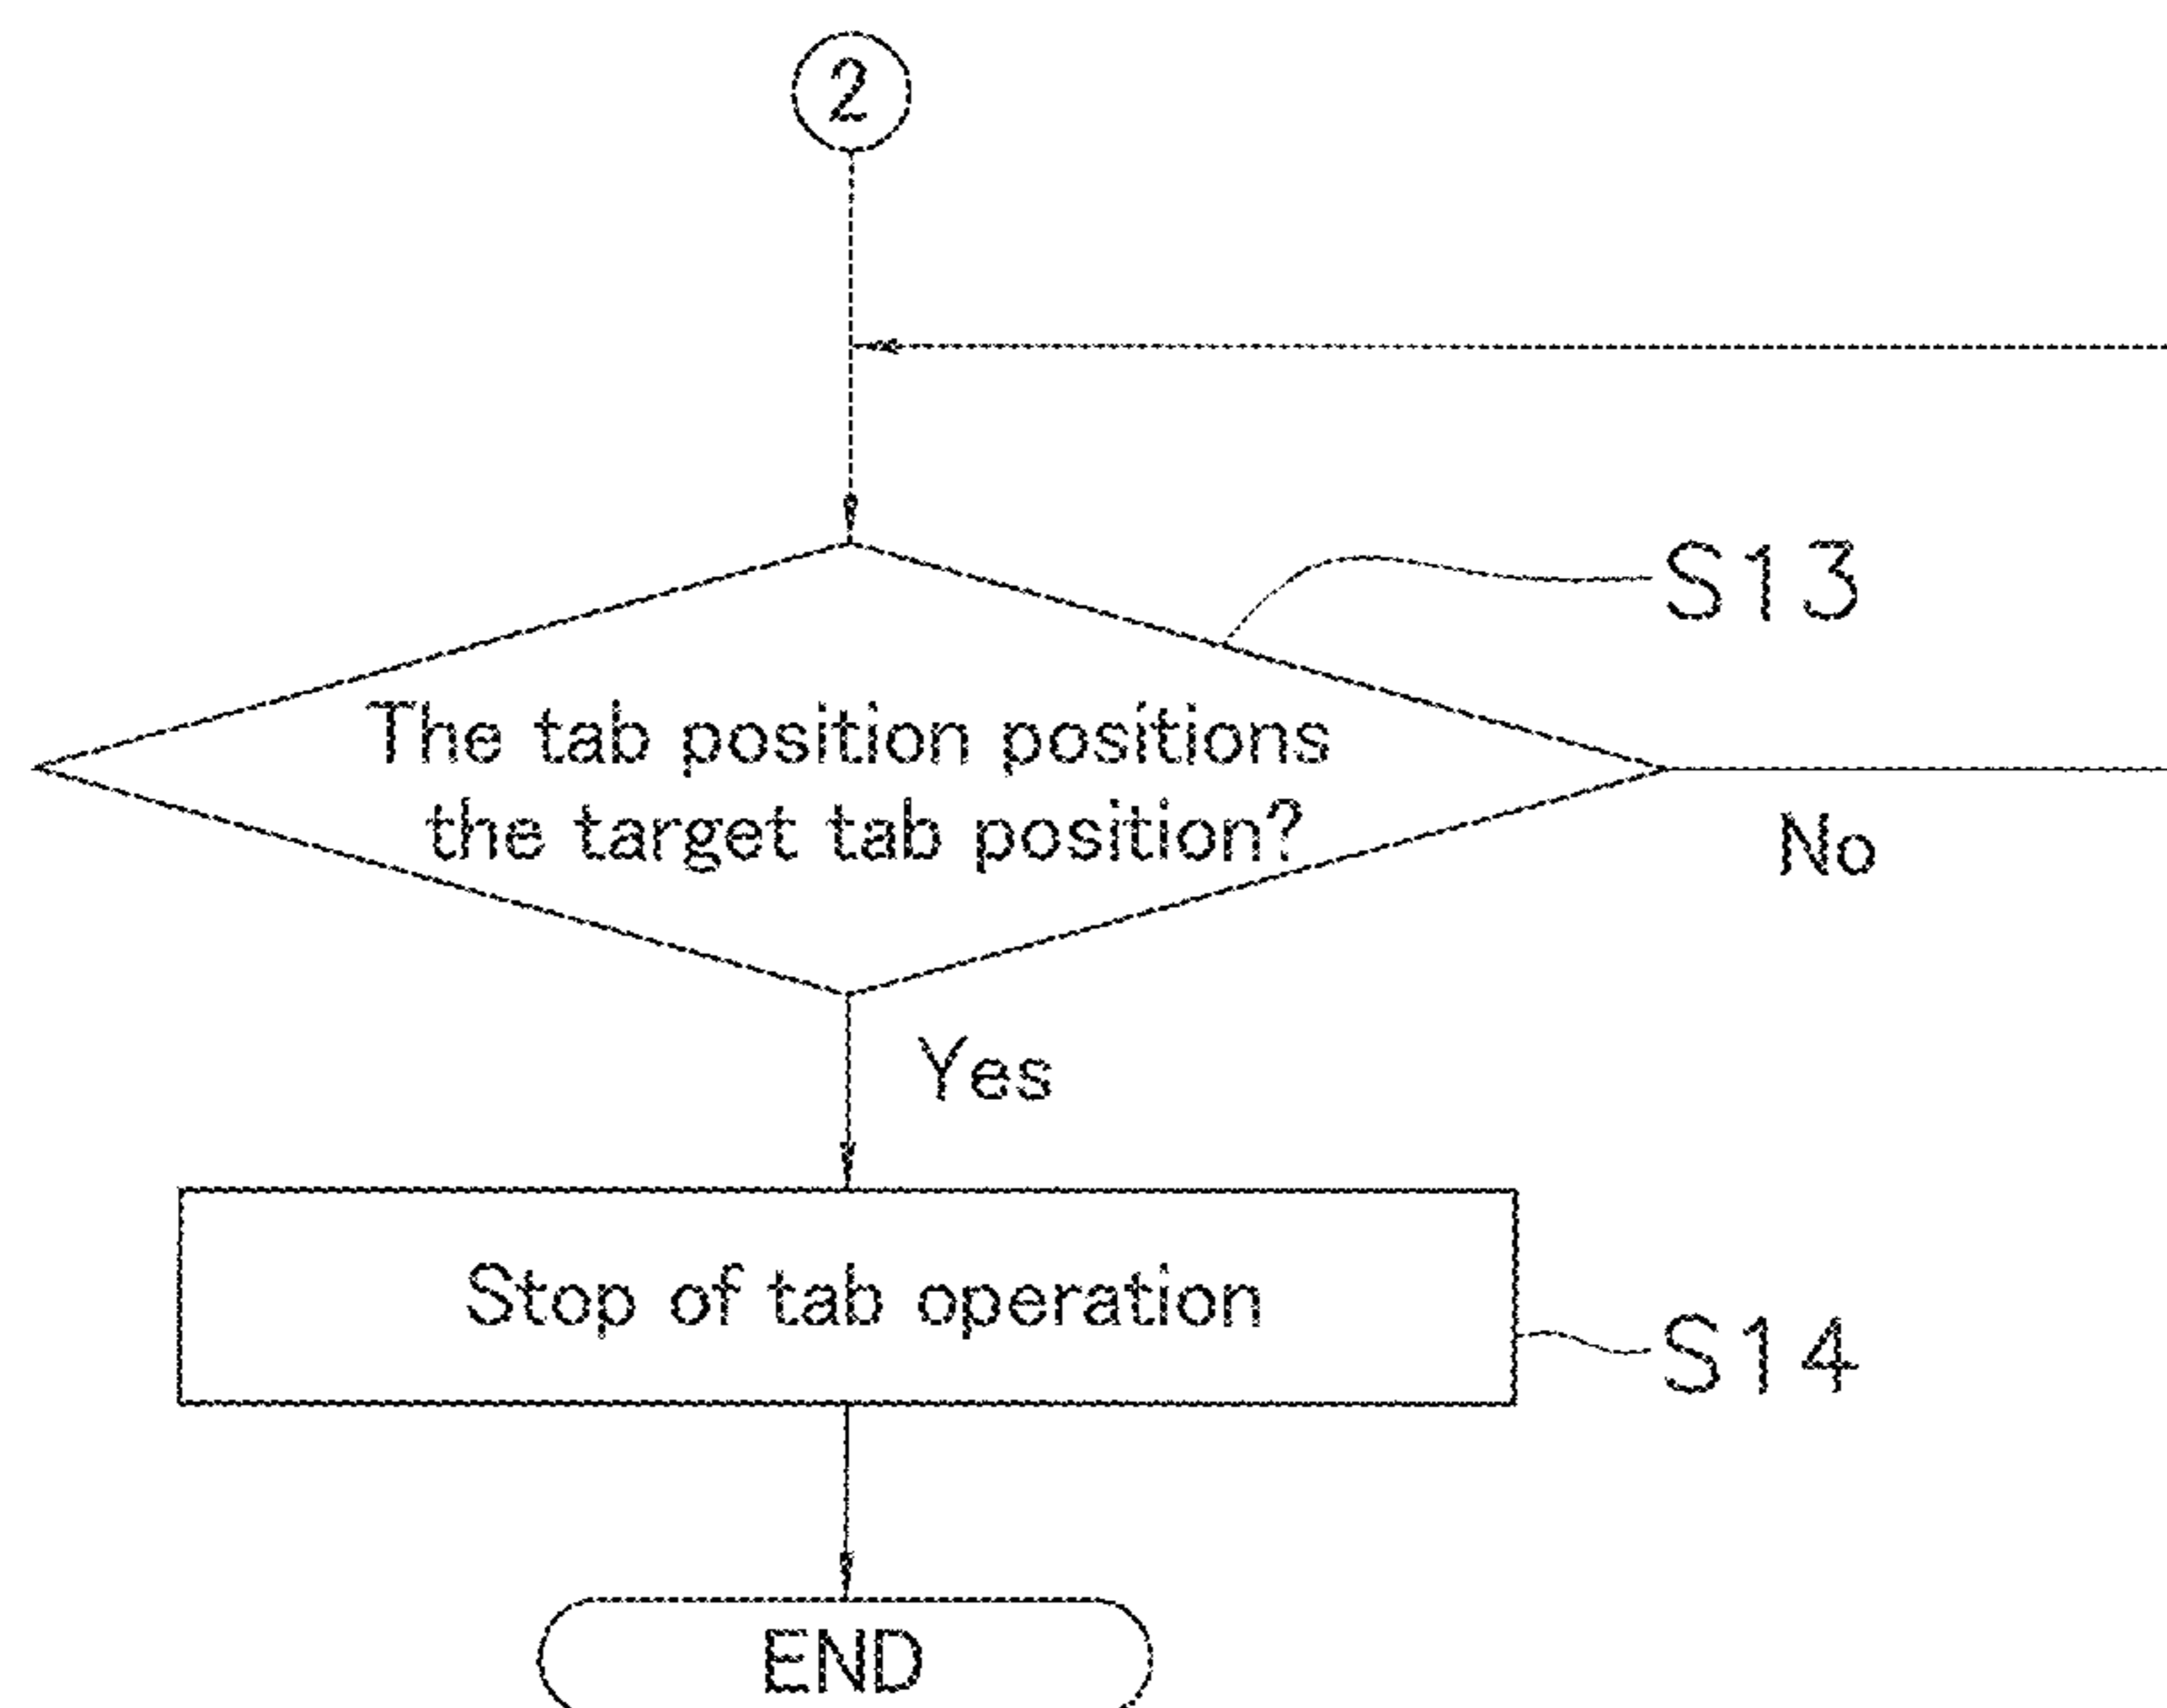 2
S13
The tab position positions
the target tab position?
No
Yes
Stop of tab operation
S14
END